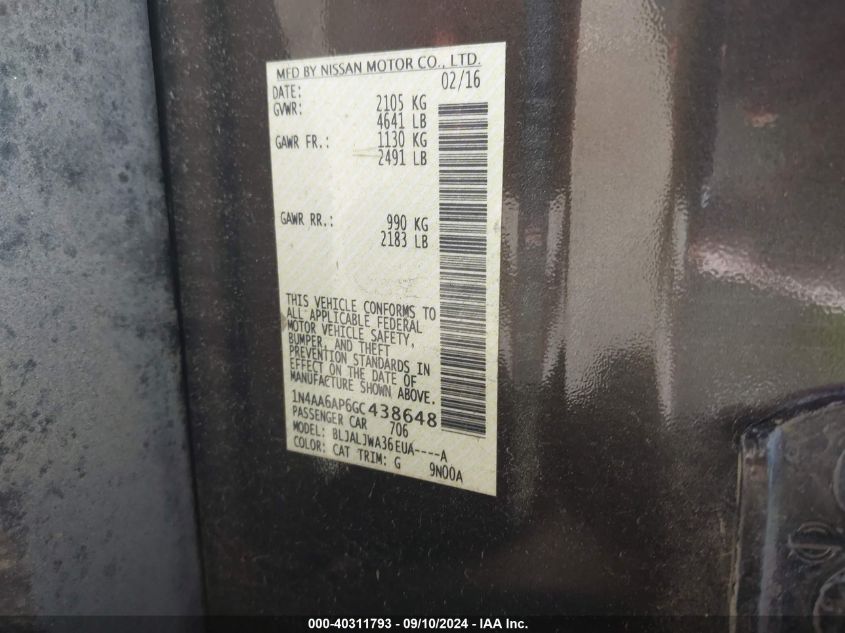 MFD BY NISSAN MOTOR CO., LTD.
DATE: 02/16
GVWR: 2105 KG
4641 LB
GAWR FR.: 1130 KG
2491 LB
GAWR RR.: 990 KG
2183 LB
THIS VEHICLE CONFORMS TO
ALL APPLICABLE FEDERAL
MOTOR VEHICLE SAFETY,
BUMPER, AND THEFT
PREVENTION STANDARDS IN
EFFECT ON THE DATE OF
MANUFACTURE SHOWN ABOVE.
1N4AA6AP6GC438648
PASSENGER CAR 706
MODEL: BLJALJWA36EUA----A
COLOR: CAT TRIM: G 9N00A
000-40311793 - 09/10/2024 - IAA Inc.